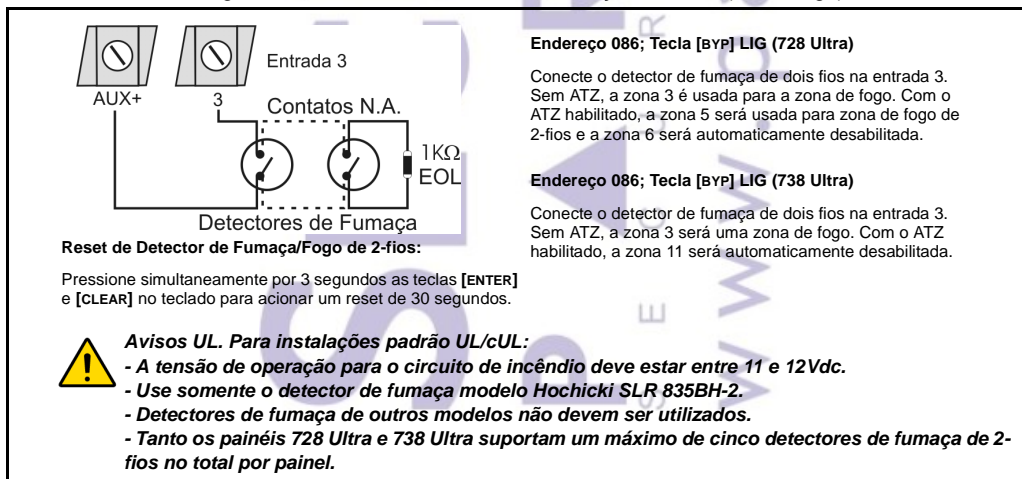 Entrada 3
AUX+
3
Contatos N.A.
1KΩ
EOL
Detectores de Fumaça
Reset de Detector de Fumaça/Fogo de 2-fios:
Pressione simultaneamente por 3 segundos as teclas [ENTER]
e [CLEAR] no teclado para acionar um reset de 30 segundos.
Endereço 086; Tecla [BYP] LIG (728 Ultra)
Conecte o detector de fumaça de dois fios na entrada 3.
Sem ATZ, a zona 3 é usada para a zona de fogo. Com o
ATZ habilitado, a zona 5 será usada para zona de fogo de
2-fios e a zona 6 será automaticamente desabilitada.
Endereço 086; Tecla [BYP] LIG (738 Ultra)
Conecte o detector de fumaça de dois fios na entrada 3.
Sem ATZ, a zona 3 será uma zona de fogo. Com o ATZ
habilitado, a zona 11 será automaticamente desabilitada.
Avisos UL. Para instalações padrão UL/cUL:
- A tensão de operação para o circuito de incêndio deve estar entre 11 e 12Vdc.
- Use somente o detector de fumaça modelo Hochicki SLR 835BH-2.
- Detectores de fumaça de outros modelos não devem ser utilizados.
- Tanto os painéis 728 Ultra e 738 Ultra suportam um máximo de cinco detectores de fumaça de 2-
fios no total por painel.